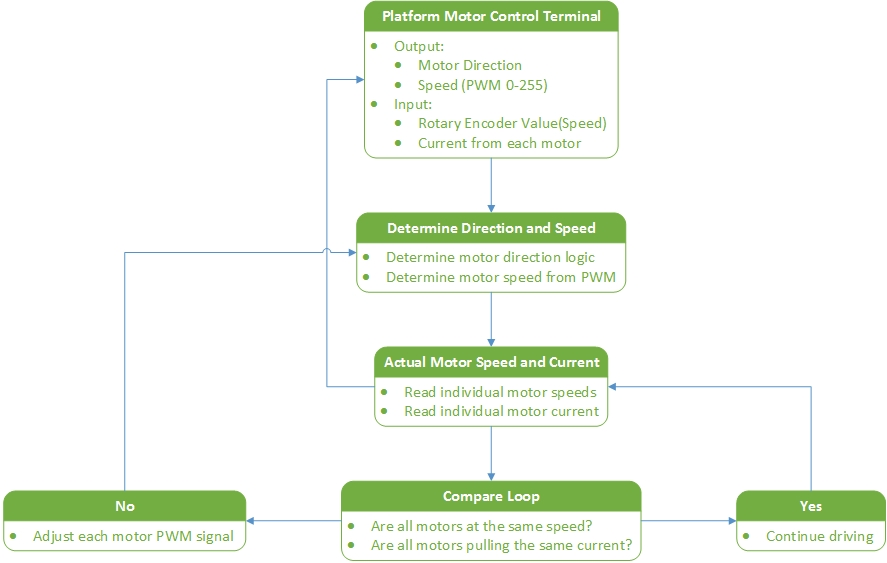 Platform Motor Control Terminal
• Output:
• Motor Direction
• Speed (PWM 0-255)
• Input:
• Rotary Encoder Value(Speed)
• Current from each motor
Determine Direction and Speed
• Determine motor direction logic
• Determine motor speed from PWM
Actual Motor Speed and Current
• Read individual motor speeds
• Read individual motor current
Compare Loop
• Are all motors at the same speed?
• Are all motors pulling the same current?
No
• Adjust each motor PWM signal
Yes
• Continue driving